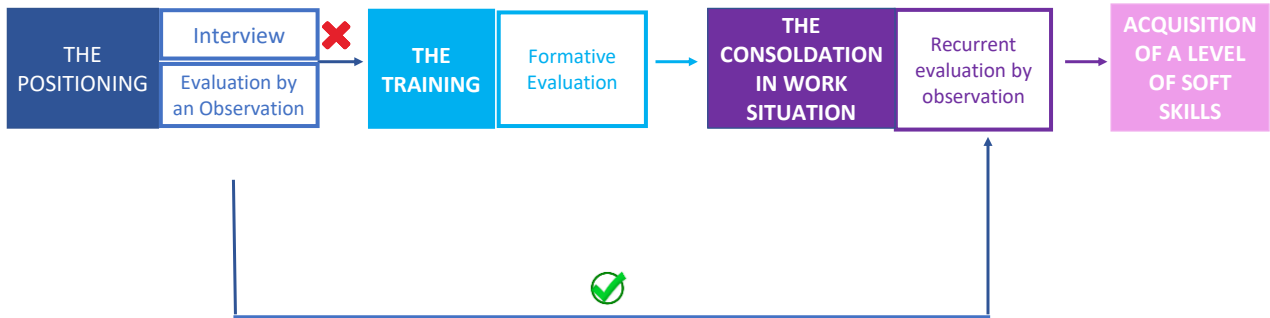 THE
POSITIONING
Interview
Evaluation by
an Observation
THE
TRAINING
Formative
Evaluation
THE
CONSOLDATION
IN WORK
SITUATION
Recurrent
evaluation by
observation
ACQUISITION
OF A LEVEL
OF SOFT
SKILLS